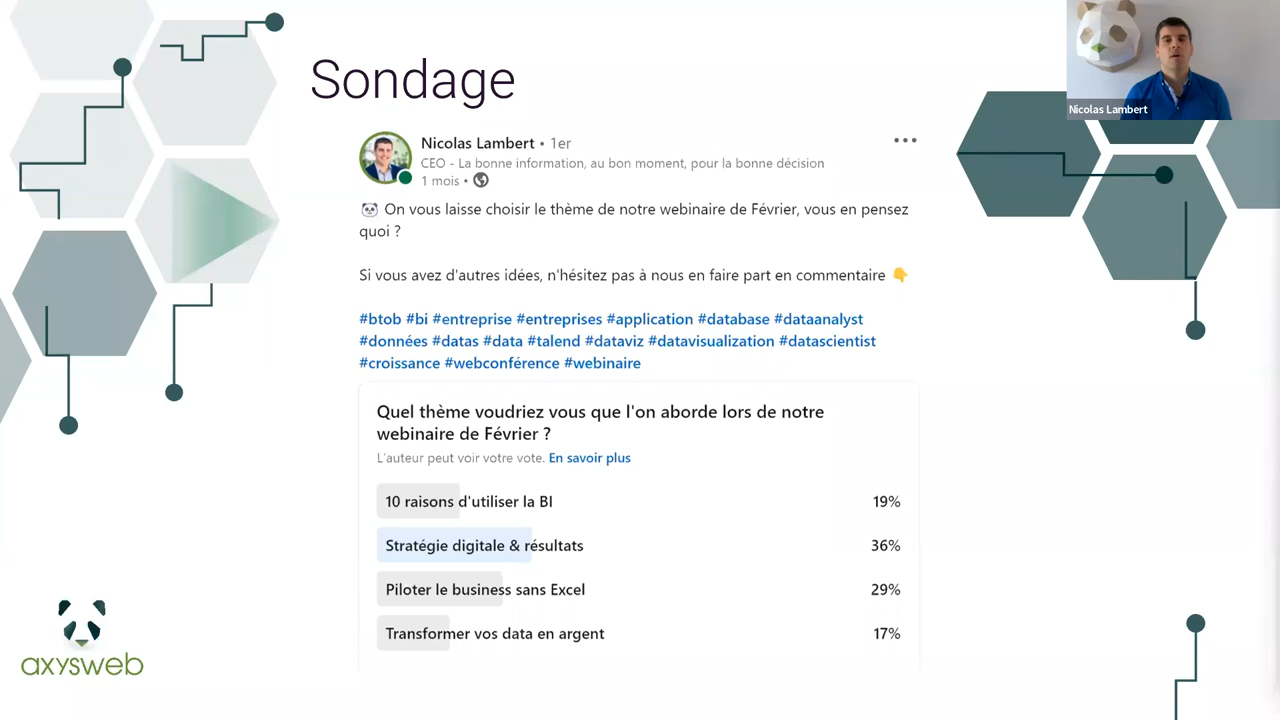 Sondage
Nicolas Lambert
Nicolas Lambert • 1er
CEO - La bonne information, au bon moment, pour la bonne décision
1 mois •
🐼 On vous laisse choisir le thème de notre webinaire de Février, vous en pensez
quoi ?
Si vous avez d'autres idées, n'hésitez pas à nous en faire part en commentaire 👇
#btob #bi #entreprise #entreprises #application #database #dataanalyst
#données #datas #data #talend #dataviz #datavisualization #datascientist
#croissance #webconférence #webinaire
Quel thème voudriez vous que l'on aborde lors de notre
webinaire de Février ?
L'auteur peut voir votre vote. En savoir plus
10 raisons d'utiliser la BI 19%
Stratégie digitale & résultats 36%
Piloter le business sans Excel 29%
Transformer vos data en argent 17%
axysweb